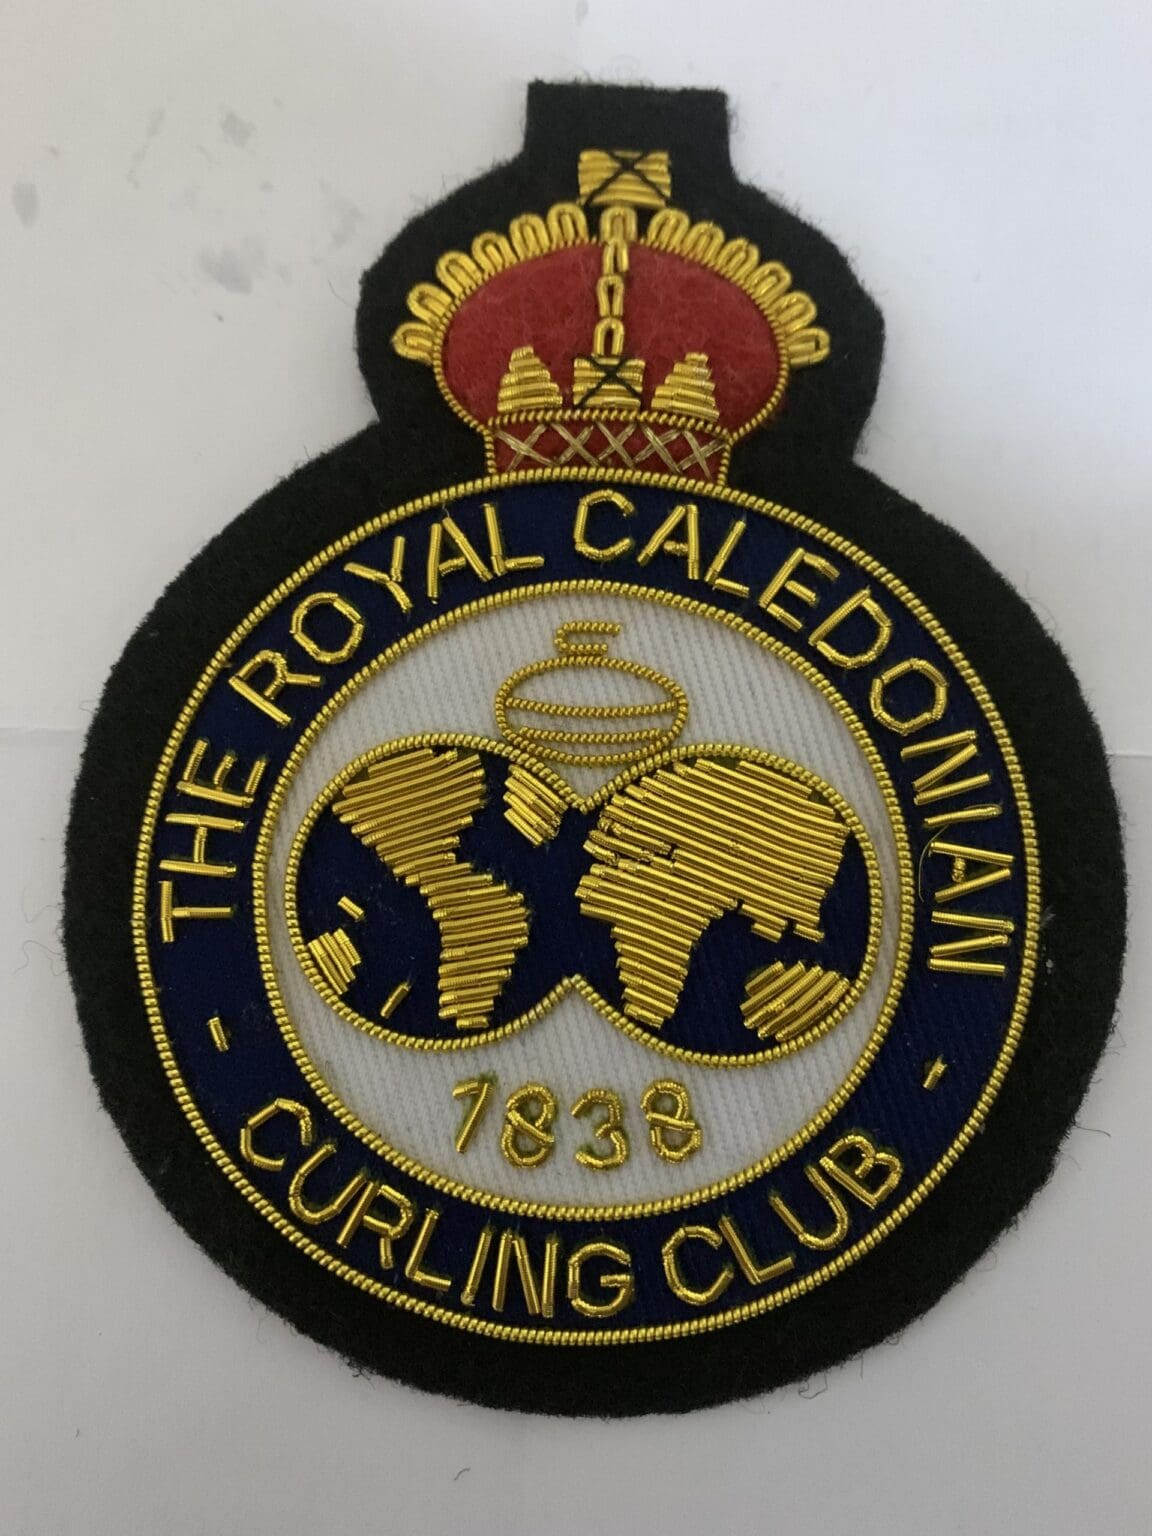 THE ROYAL CALEDONIAN
1838
- CURLING CLUB -